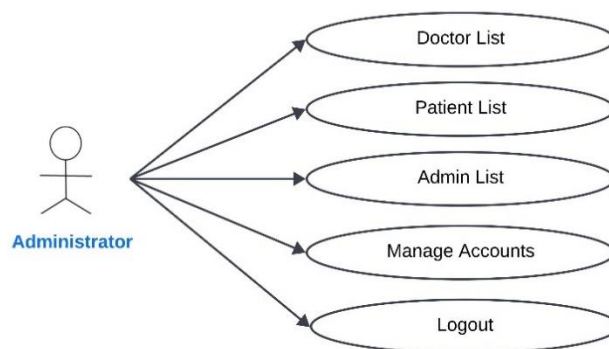 Doctor List
Patient List
Admin List
Administrator
Manage Accounts
Logout